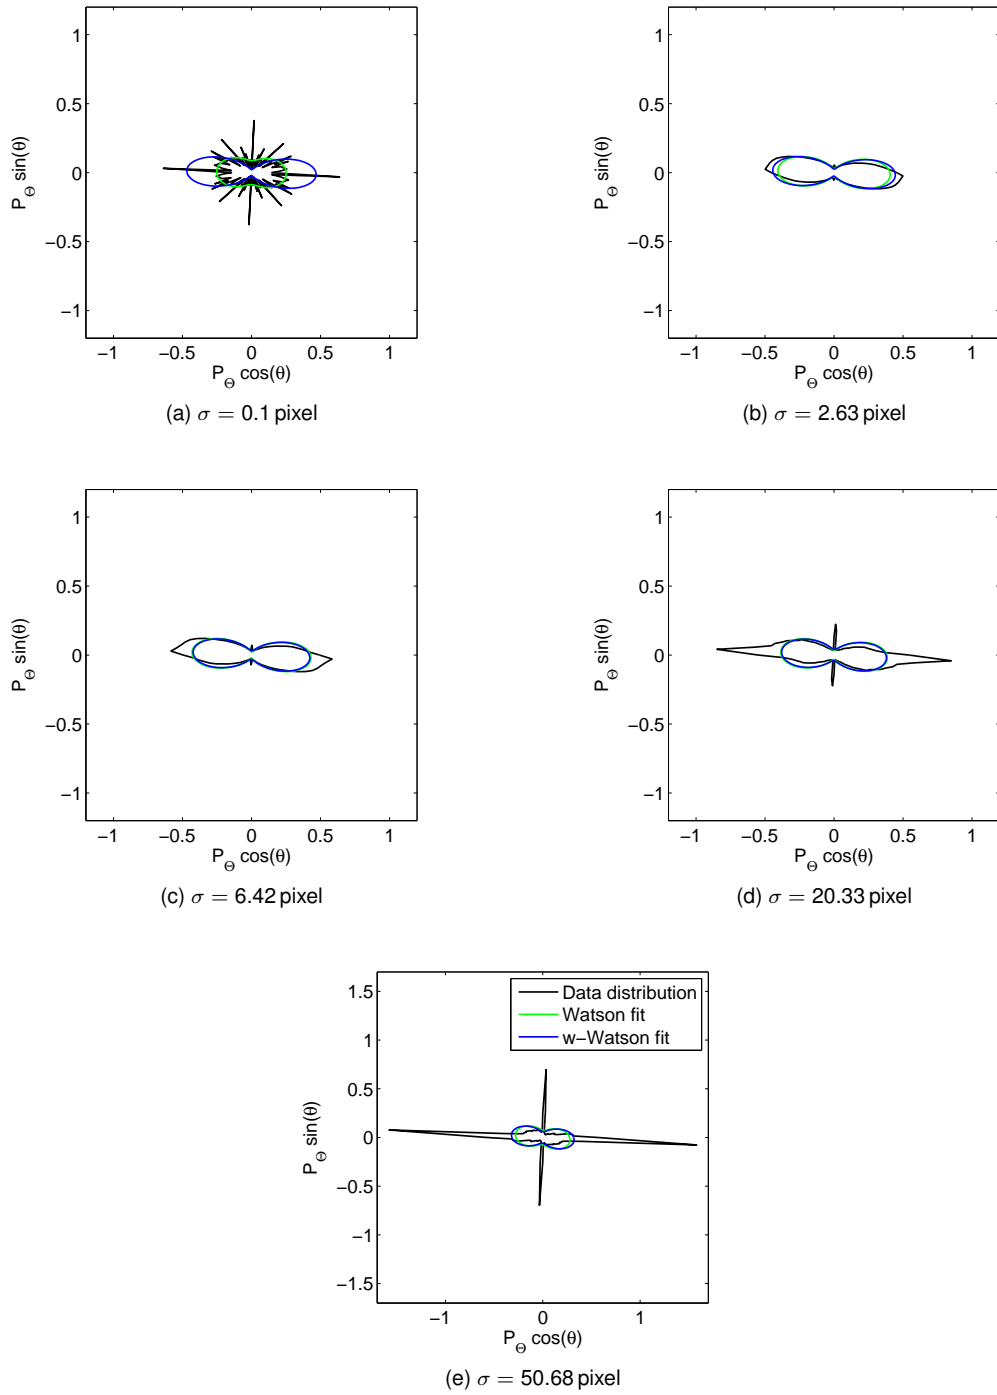 1
0.5
0
−0.5
−1
P_Θ sin(θ)
−1 −0.5 0 0.5 1
P_Θ cos(θ)
(a) σ = 0.1 pixel
1
0.5
0
−0.5
−1
P_Θ sin(θ)
−1 −0.5 0 0.5 1
P_Θ cos(θ)
(b) σ = 2.63 pixel
1
0.5
0
−0.5
−1
P_Θ sin(θ)
−1 −0.5 0 0.5 1
P_Θ cos(θ)
(c) σ = 6.42 pixel
1
0.5
0
−0.5
−1
P_Θ sin(θ)
−1 −0.5 0 0.5 1
P_Θ cos(θ)
(d) σ = 20.33 pixel
1.5
1
0.5
0
−0.5
−1
−1.5
P_Θ sin(θ)
Data distribution
Watson fit
w−Watson fit
−1 0 1
P_Θ cos(θ)
(e) σ = 50.68 pixel